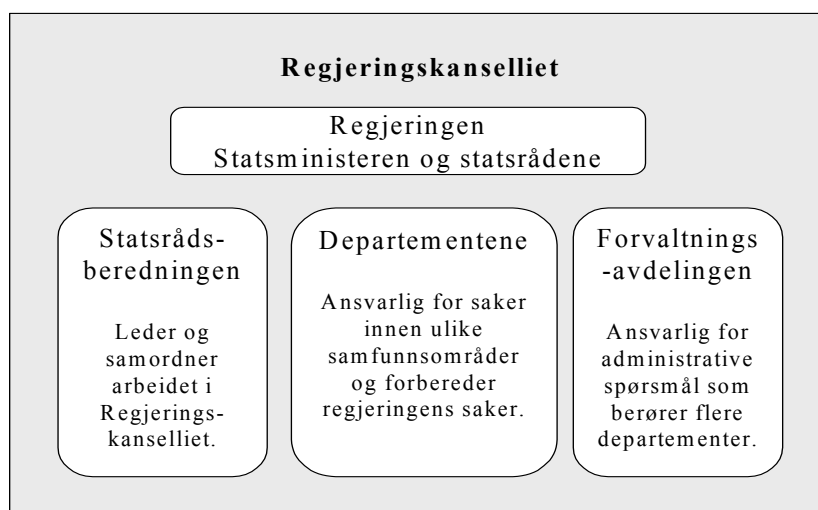 Regjeringskanselliet
Regjeringen
Statsministeren og statsrådene
Statsråds-
beredningen
Leder og
samordner
arbeidet i
Regjerings-
kanselliet.
Departementene
Ansvarlig for saker
innen ulike
samfunnsområder
og forbereder
regjeringens saker.
Forvaltnings
-avdelingen
Ansvarlig for
administrative
spørsmål som
berører flere
departementer.